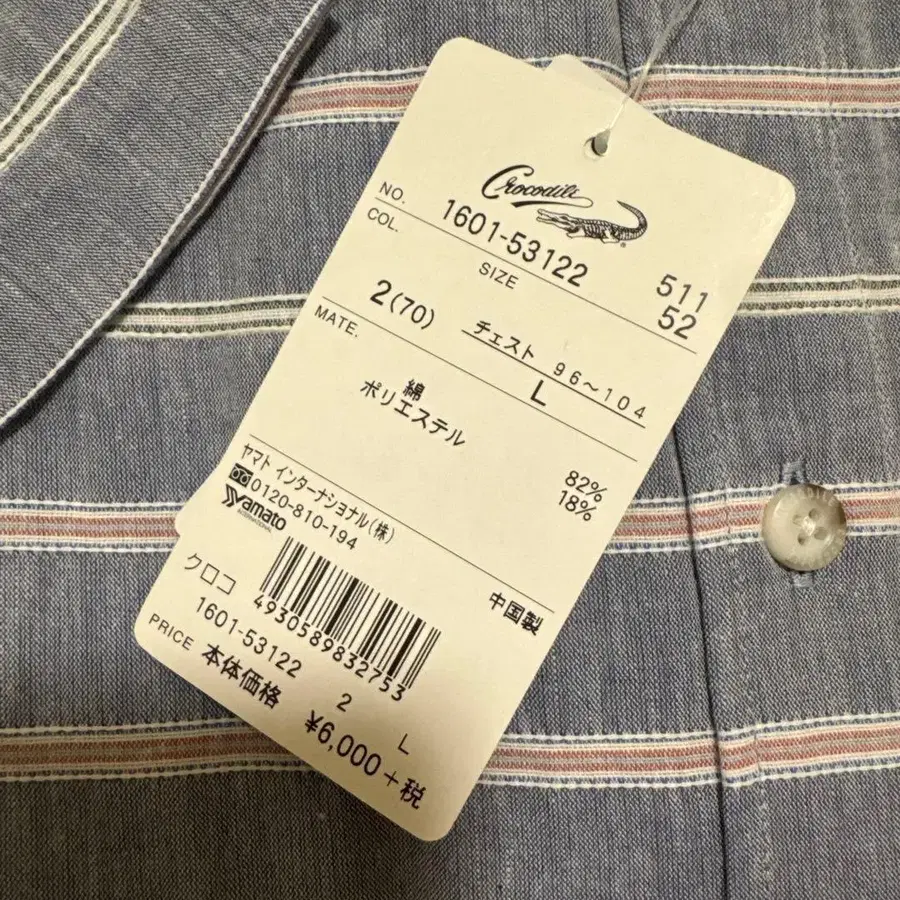 Crocodile
NO. 1601-53122 511
COL. SIZE 52
2(70) チェスト 96~104
L
MATE.
綿 82%
ポリエステル 18%
ヤマト インターナショナル(株)
0120-810-194
yamato
INTERNATIONAL
中国製
4930589832753
クロコ
1601-53122 2 L
PRICE 本体価格 ¥6,000+税